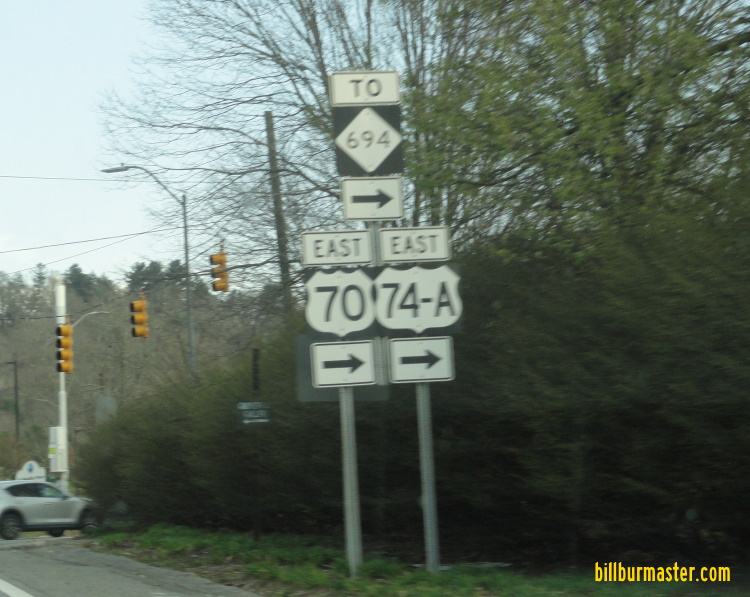 TO
694
EAST EAST
70 74-A
billburmaster.com